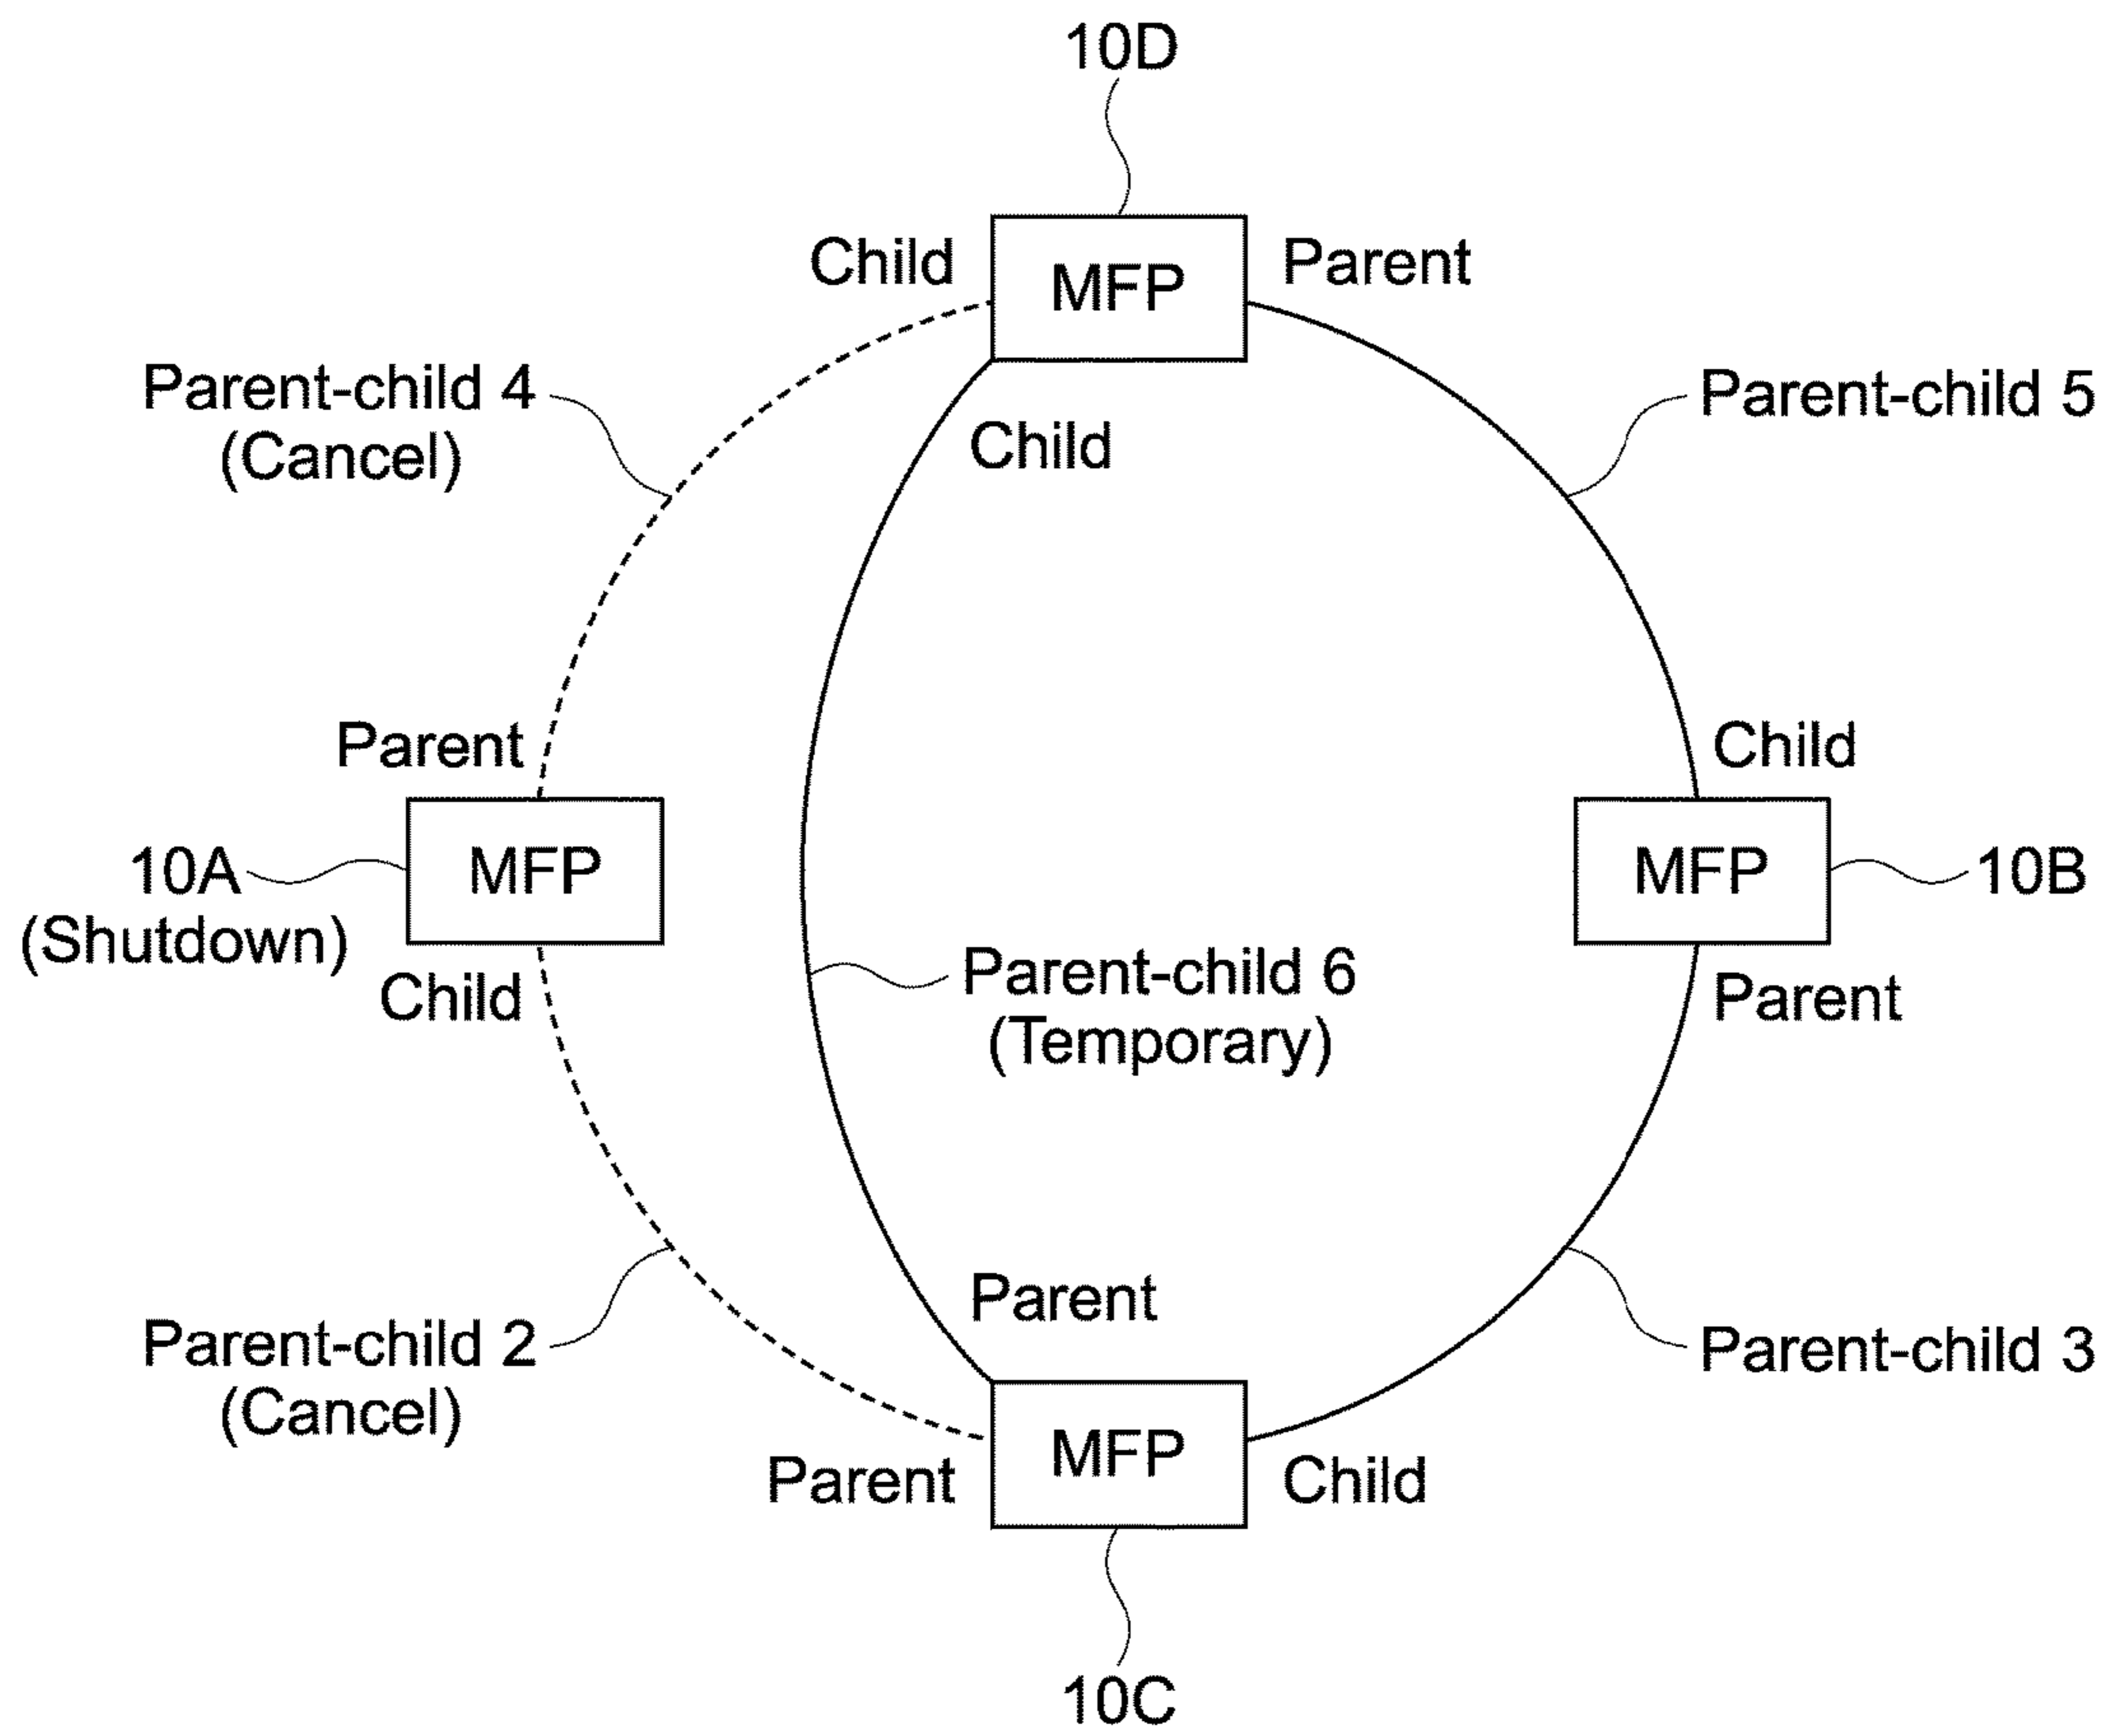 10D
Child
MFP
Parent
Parent-child 4
(Cancel)
Parent-child 5
Child
Parent
Child
10A
(Shutdown)
MFP
MFP
10B
Child
Parent-child 6
(Temporary)
Parent
Parent
Parent-child 2
(Cancel)
Parent-child 3
Parent
MFP
Child
10C